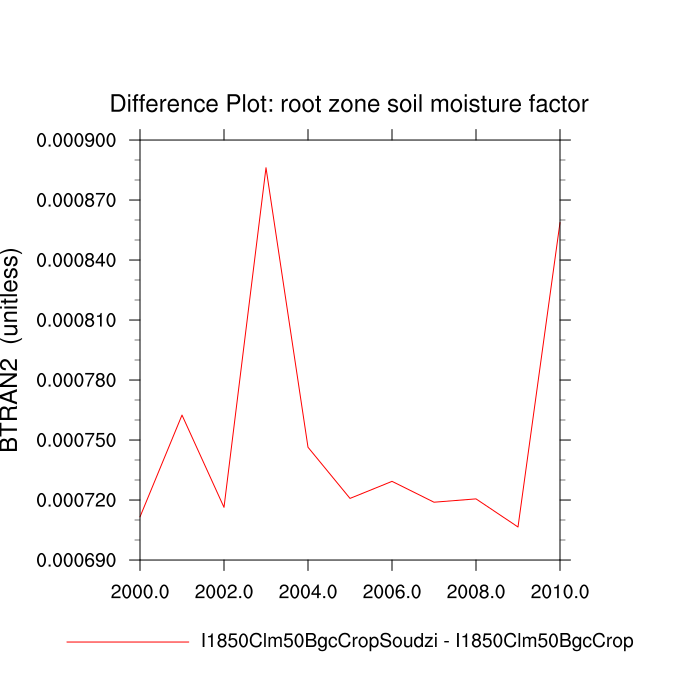 Difference Plot: root zone soil moisture factor
BTRAN2 (unitless)
0.000900
0.000870
0.000840
0.000810
0.000780
0.000750
0.000720
0.000690
2000.0 2002.0 2004.0 2006.0 2008.0 2010.0
I1850Clm50BgcCropSoudzi - I1850Clm50BgcCrop